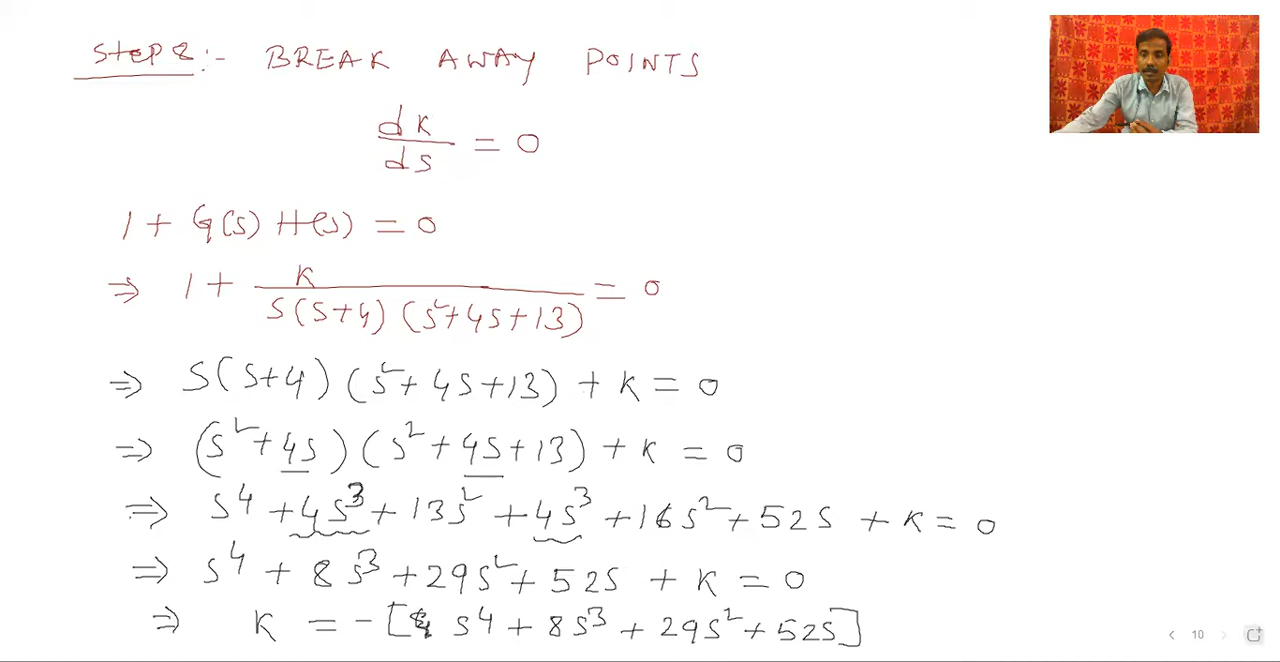 Step 8:- BREAK AWAY POINTS
dK/ds = 0
1 + G(s) H(s) = 0
⇒ 1 + K/(s(s+4)(s²+4s+13)) = 0
⇒ s(s+4)(s²+4s+13) + K = 0
⇒ (s²+4s)(s²+4s+13) + K = 0
⇒ s⁴ + 4s³ + 13s² + 4s³ + 16s² + 52s + K = 0
⇒ s⁴ + 8s³ + 29s² + 52s + K = 0
⇒ K = -[s⁴ + 8s³ + 29s² + 52s]
< 10 >